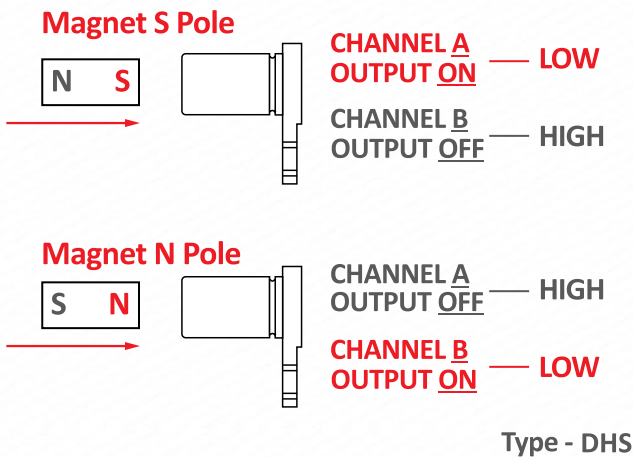 Magnet S Pole
N S
CHANNEL A
OUTPUT ON
LOW
CHANNEL B
OUTPUT OFF
HIGH
Magnet N Pole
S N
CHANNEL A
OUTPUT OFF
HIGH
CHANNEL B
OUTPUT ON
LOW
Type - DHS